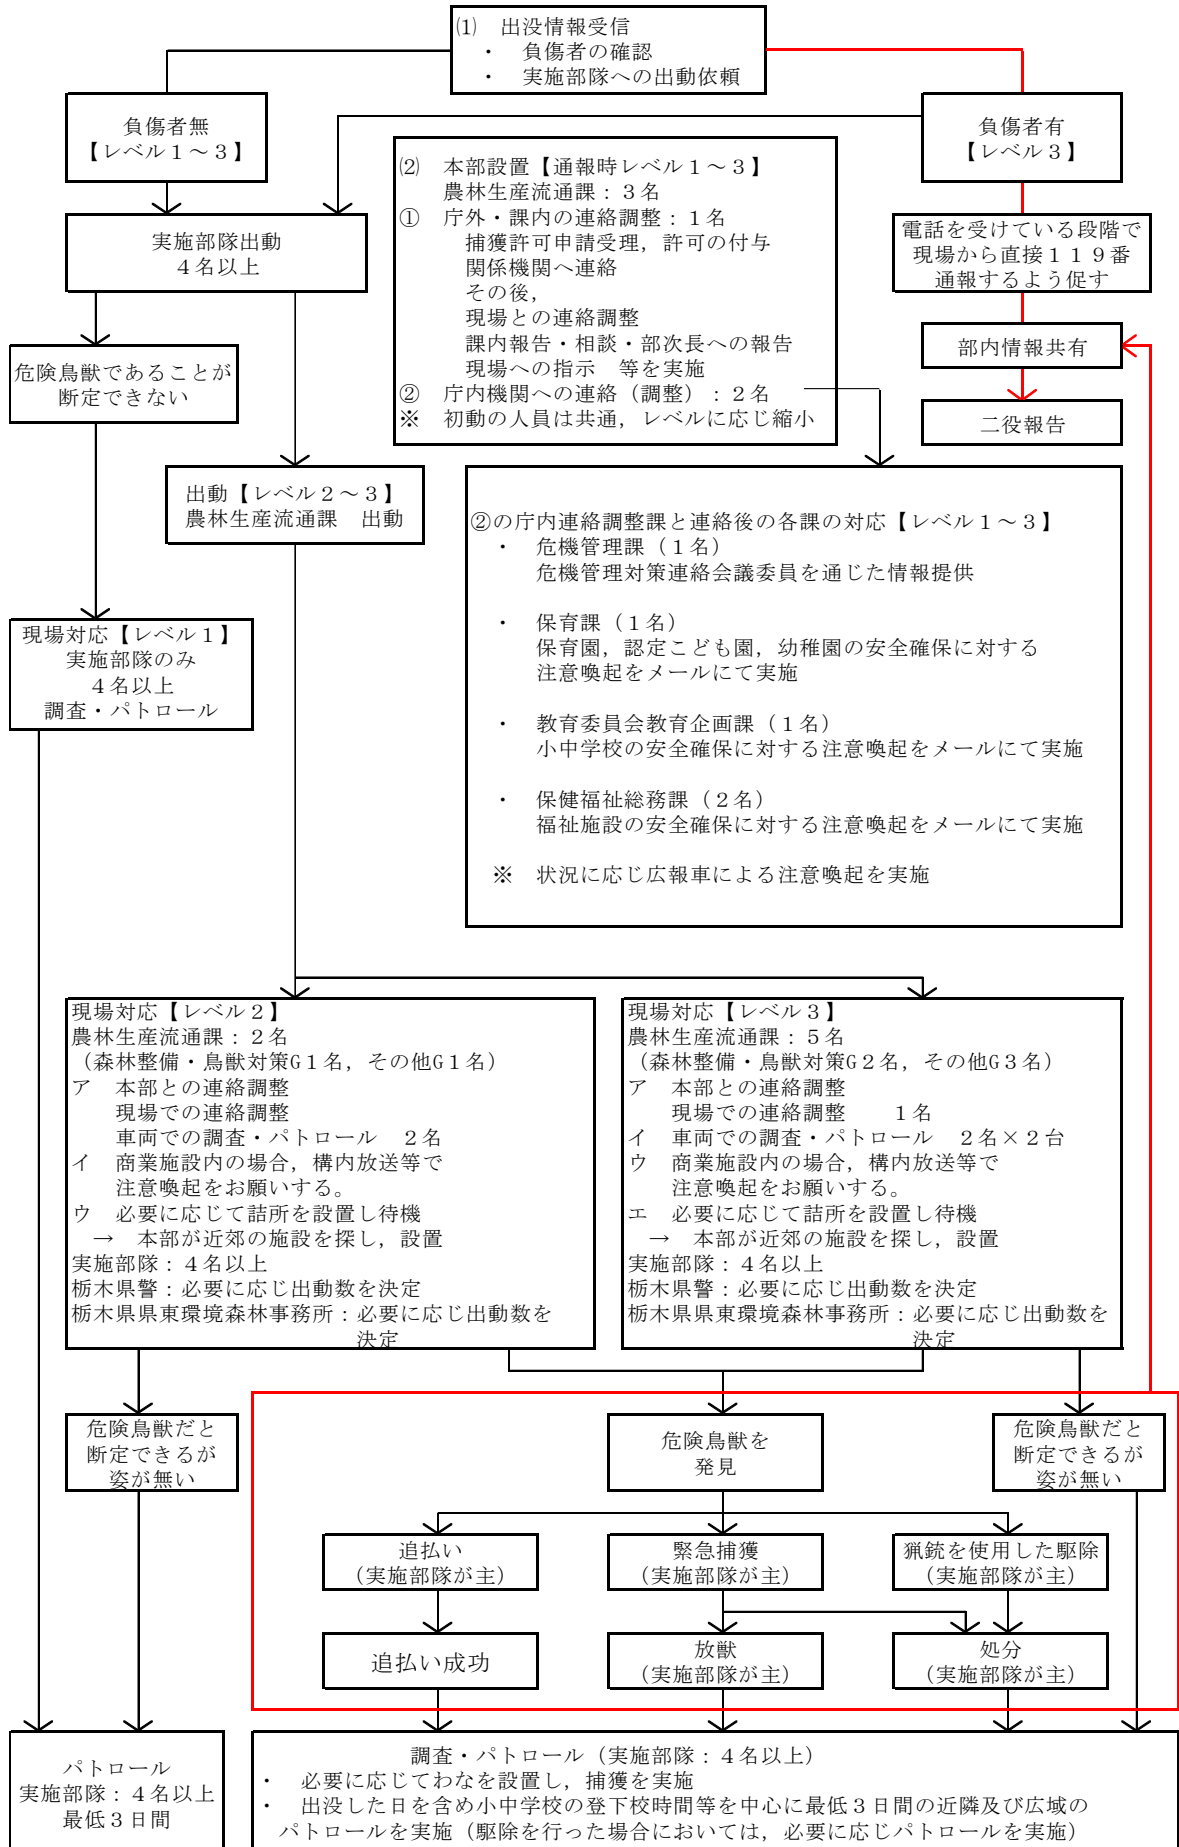 ⑴　出没情報受信
・　負傷者の確認
・　実施部隊への出動依頼
負傷者無
【レベル１～３】
負傷者有
【レベル３】
⑵　本部設置【通報時レベル１～３】
農林生産流通課：３名
①　庁外・課内の連絡調整：１名
捕獲許可申請受理，許可の付与
関係機関へ連絡
その後，
現場との連絡調整
課内報告・相談・部次長への報告
現場への指示　等を実施
②　庁内機関への連絡（調整）：２名
※　初動の人員は共通，レベルに応じ縮小
実施部隊出動
４名以上
電話を受けている段階で
現場から直接１１９番
通報するよう促す
部内情報共有
二役報告
危険鳥獣であることが
断定できない
出動【レベル２～３】
農林生産流通課　出動
②の庁内連絡調整課と連絡後の各課の対応【レベル１～３】
・　危機管理課（１名）
危機管理対策連絡会議委員を通じた情報提供
・　保育課（１名）
保育園，認定こども園，幼稚園の安全確保に対する
注意喚起をメールにて実施
・　教育委員会教育企画課（１名）
小中学校の安全確保に対する注意喚起をメールにて実施
・　保健福祉総務課（２名）
福祉施設の安全確保に対する注意喚起をメールにて実施
※　状況に応じ広報車による注意喚起を実施
現場対応【レベル１】
実施部隊のみ
４名以上
調査・パトロール
現場対応【レベル２】
農林生産流通課：２名
（森林整備・鳥獣対策G１名，その他G１名）
ア　本部との連絡調整
現場での連絡調整
車両での調査・パトロール　２名
イ　商業施設内の場合，構内放送等で
注意喚起をお願いする。
ウ　必要に応じて詰所を設置し待機
→　本部が近郊の施設を探し，設置
実施部隊：４名以上
栃木県警：必要に応じ出動数を決定
栃木県県東環境森林事務所：必要に応じ出動数を
決定
現場対応【レベル３】
農林生産流通課：５名
（森林整備・鳥獣対策G２名，その他G３名）
ア　本部との連絡調整
現場での連絡調整　　１名
イ　車両での調査・パトロール　２名×２台
ウ　商業施設内の場合，構内放送等で
注意喚起をお願いする。
エ　必要に応じて詰所を設置し待機
→　本部が近郊の施設を探し，設置
実施部隊：４名以上
栃木県警：必要に応じ出動数を決定
栃木県県東環境森林事務所：必要に応じ出動数を
決定
危険鳥獣だと
断定できるが
姿が無い
危険鳥獣を
発見
危険鳥獣だと
断定できるが
姿が無い
追払い
（実施部隊が主）
緊急捕獲
（実施部隊が主）
猟銃を使用した駆除
（実施部隊が主）
追払い成功
放獣
（実施部隊が主）
処分
（実施部隊が主）
パトロール
実施部隊：４名以上
最低３日間
調査・パトロール（実施部隊：４名以上）
・　必要に応じてわなを設置し，捕獲を実施
・　出没した日を含め小中学校の登下校時間等を中心に最低３日間の近隣及び広域の
パトロールを実施（駆除を行った場合においては，必要に応じパトロールを実施）